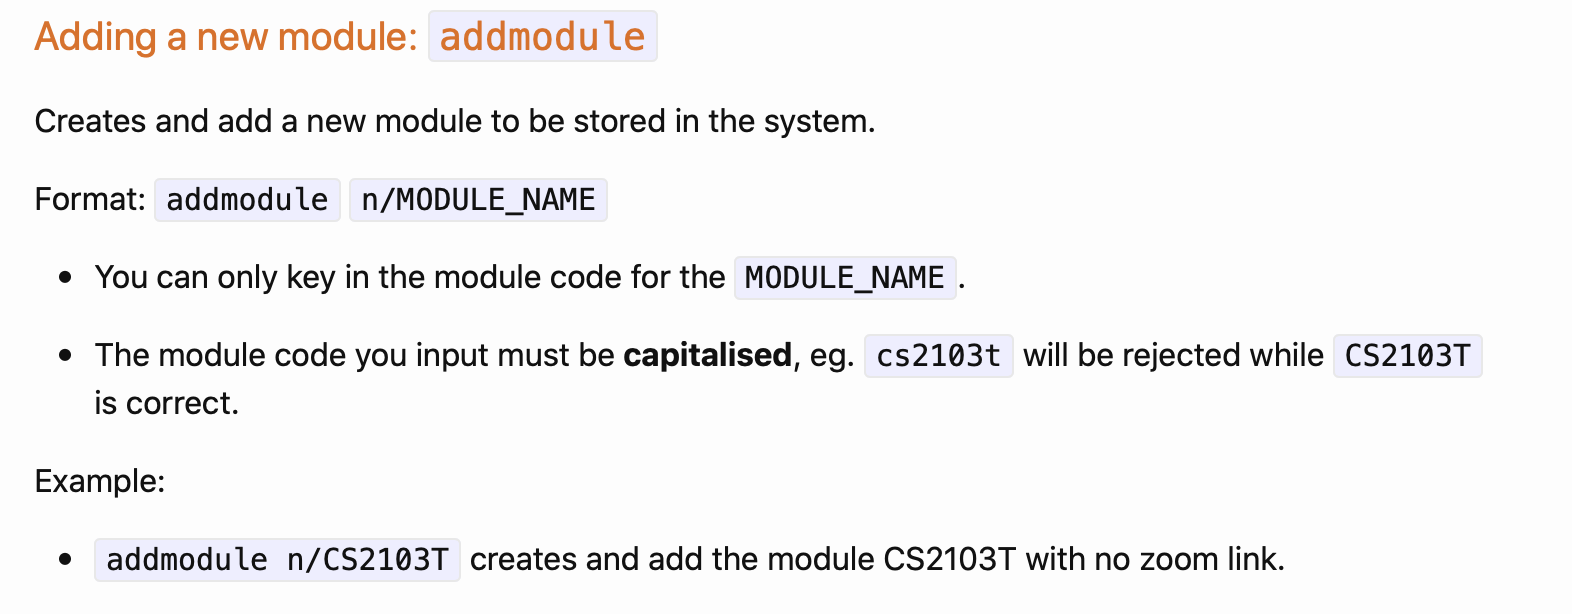 Adding a new module: addmodule
Creates and add a new module to be stored in the system.
Format: addmodule n/MODULE_NAME
• You can only key in the module code for the MODULE_NAME.
• The module code you input must be capitalised, eg. cs2103t will be rejected while CS2103T
is correct.
Example:
• addmodule n/CS2103T creates and add the module CS2103T with no zoom link.